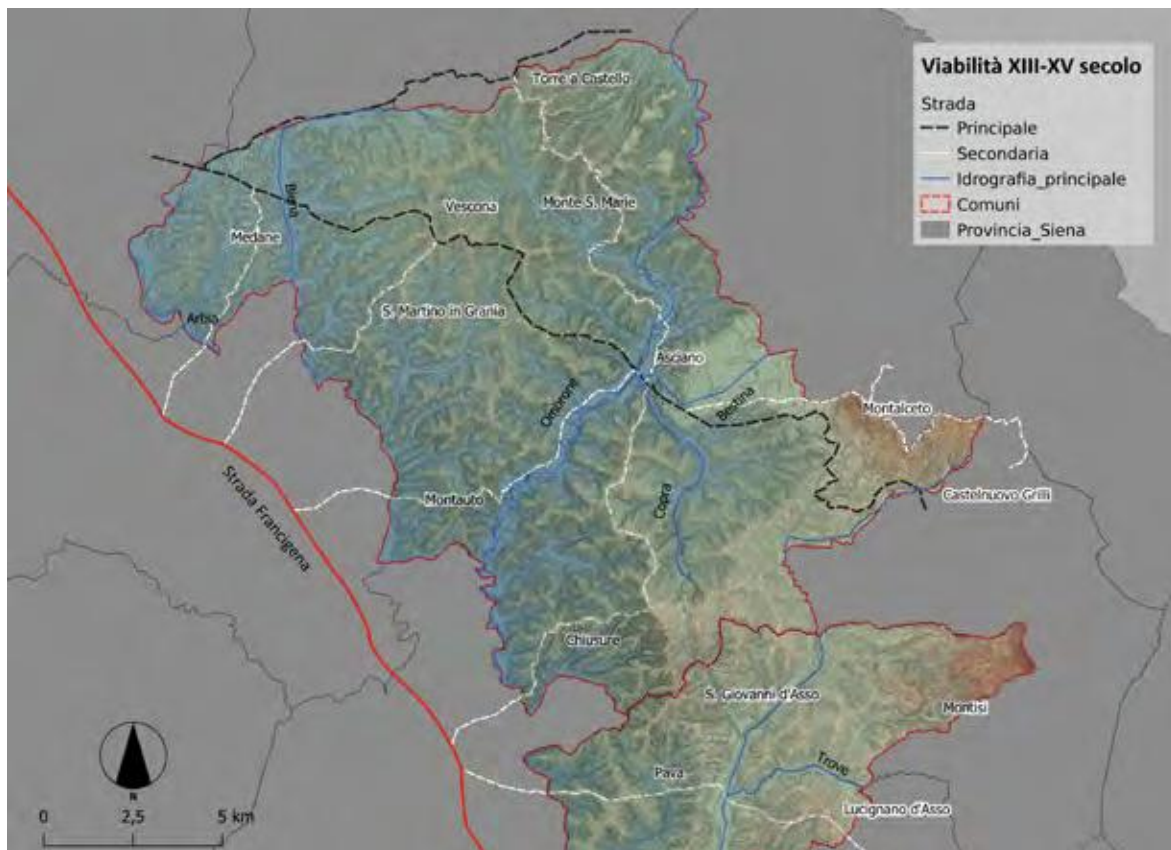 Viabilità XIII-XV secolo
Strada
Principale
Secondaria
Idrografia_principale
Comuni
Provincia_Siena
Torre a Castello
Biena
Vescona
Monte S. Marie
Medane
Arbia
S. Martino in Grania
Asciano
Ombrone
Bestina
Montalceto
Strada Francigena
Montauto
Copra
Castelnuovo Grilli
Chiusure
S. Giovanni d'Asso
Montisi
Pava
Trove
Lucignano d'Asso
N
0 2,5 5 km